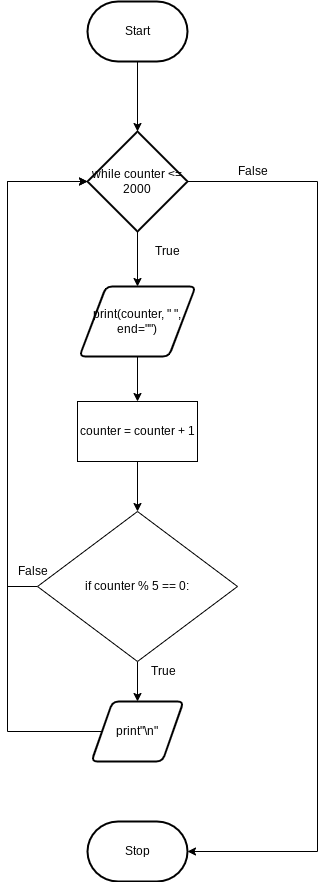 Start
while counter <=
2000
False
True
print(counter, " ",
end="")
counter = counter + 1
if counter % 5 == 0:
False
True
print"\n"
Stop